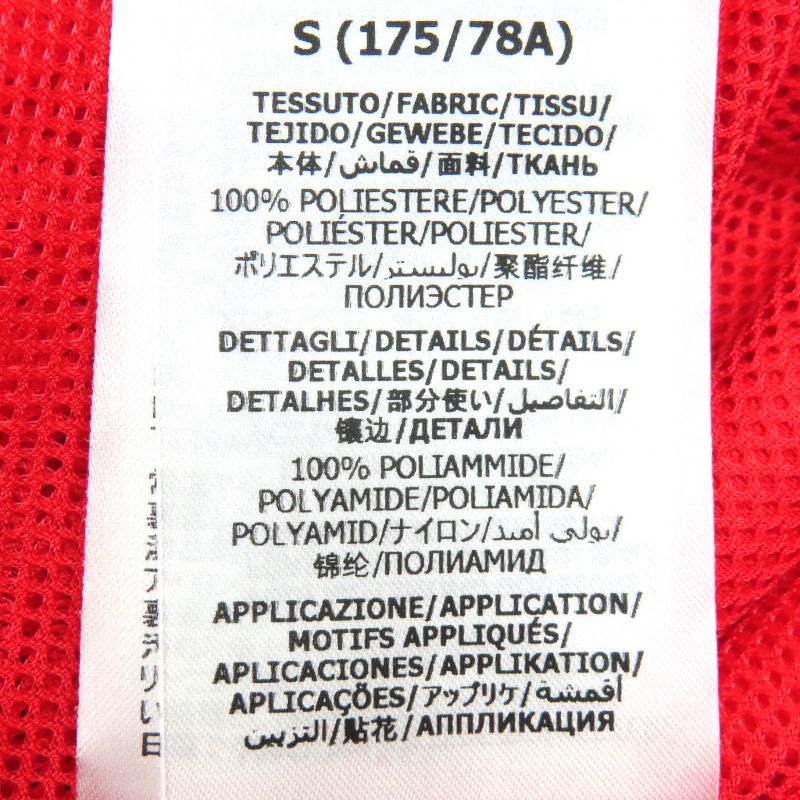 S (175/78A)
TESSUTO/FABRIC/TISSU/
TEJIDO/GEWEBE/TECIDO/
本体/قماش/面料/ТКАНЬ
100% POLIESTERE/POLYESTER/
POLIÉSTER/POLIESTER/
ポリエステル/بوليستر/聚酯纤维/
ПОЛИЭСТЕР
DETTAGLI/DETAILS/DÉTAILS/
DETALLES/DETAILS/
DETALHES/部分使い/التفاصيل/
镶边/ДЕТАЛИ
100% POLIAMMIDE/
POLYAMIDE/POLIAMIDA/
POLYAMID/ナイロン/بولي أميد/
锦纶/ПОЛИАМИД
APPLICAZIONE/APPLICATION/
MOTIFS APPLIQUÉS/
APLICACIONES/APPLIKATION/
APLICAÇÕES/アップリケ/أقمشة
التزيين/贴花/АППЛИКАЦИЯ